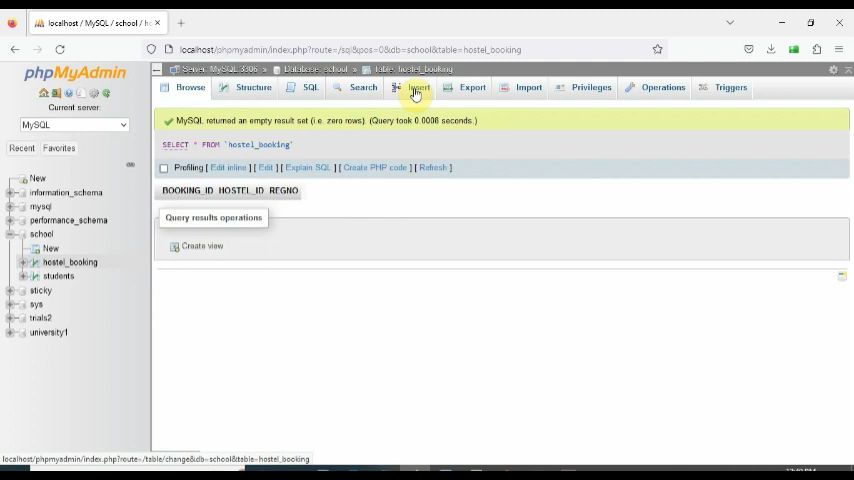 localhost / MySQL / school / ho
localhost/phpmyadmin/index.php?route=/sql&pos=0&db=school&table=hostel_booking
phpMyAdmin
Current server:
MySQL
Recent Favorites
New
information_schema
mysql
performance_schema
school
New
hostel_booking
students
sticky
sys
trials2
university1
Server: MySQL:3306 » Database: school » Table: hostel_booking
Browse Structure SQL Search Insert Export Import Privileges Operations Triggers
MySQL returned an empty result set (i.e. zero rows). (Query took 0.0008 seconds.)
SELECT * FROM `hostel_booking`
Profiling [ Edit inline ] [ Edit ] [ Explain SQL ] [ Create PHP code ] [ Refresh ]
BOOKING_ID HOSTEL_ID REGNO
Query results operations
Create view
localhost/phpmyadmin/index.php?route=/table/change&db=school&table=hostel_booking